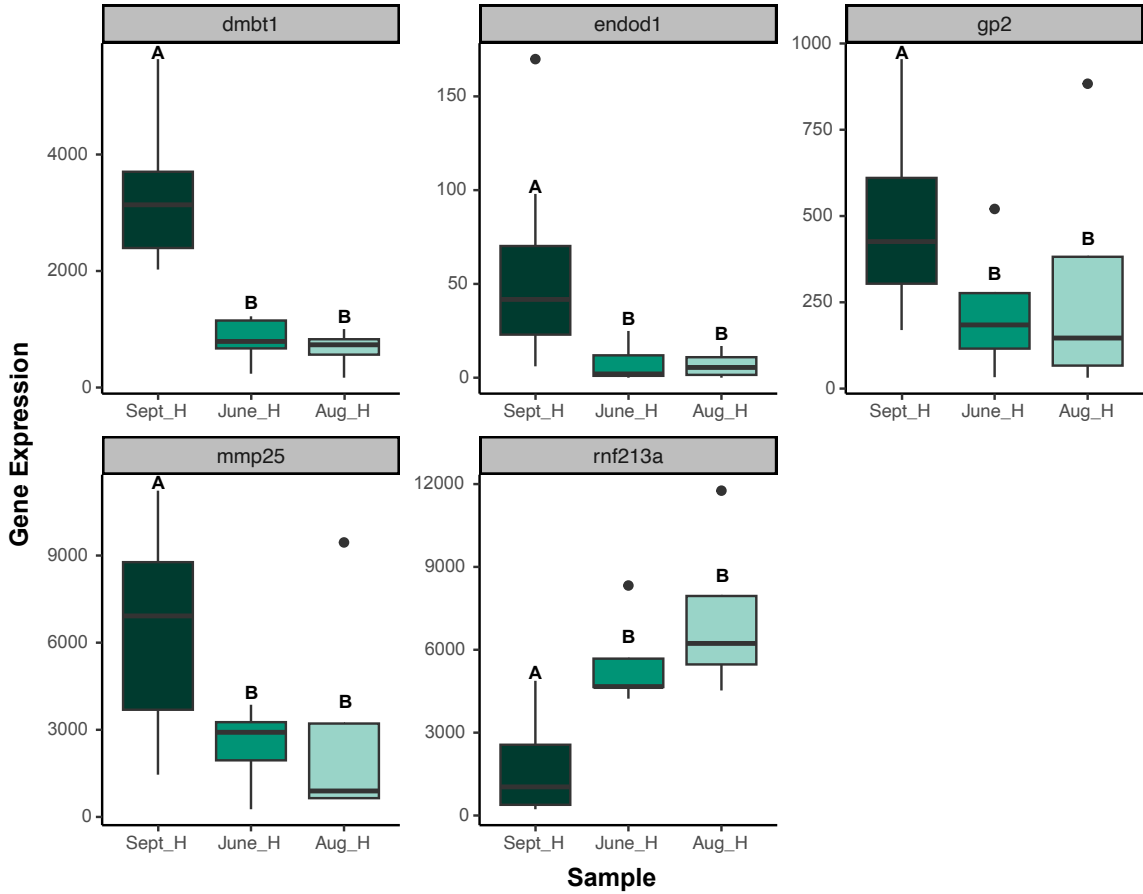 dmbt1
endod1
gp2
A
4000
2000
0
B
B
Sept_H
June_H
Aug_H
150
100
50
0
A
B
B
Sept_H
June_H
Aug_H
1000
750
500
250
0
A
B
B
Sept_H
June_H
Aug_H
Gene Expression
mmp25
rnf213a
9000
6000
3000
0
A
B
B
Sept_H
June_H
Aug_H
12000
9000
6000
3000
0
A
B
B
Sept_H
June_H
Aug_H
Sample